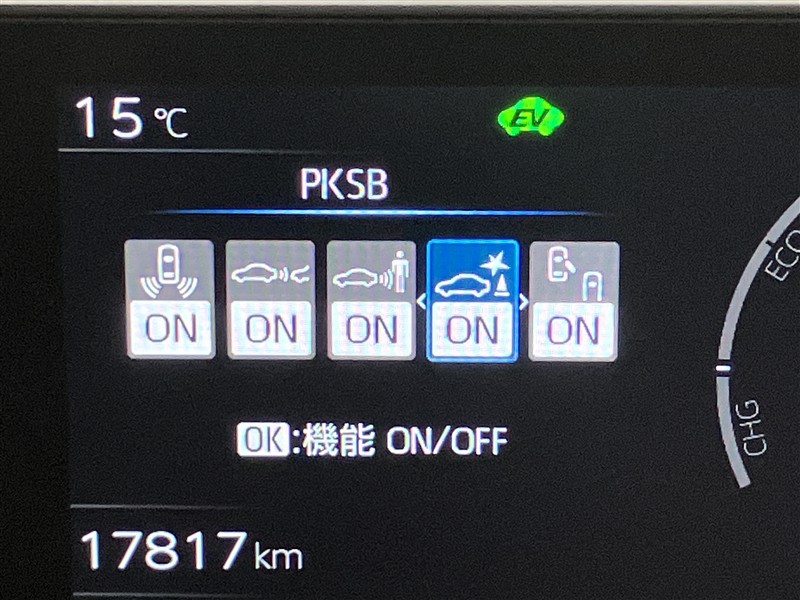 15℃
EV
PKSB
ON ON ON ON ON
OK:機能 ON/OFF
ECO
CHG
17817km